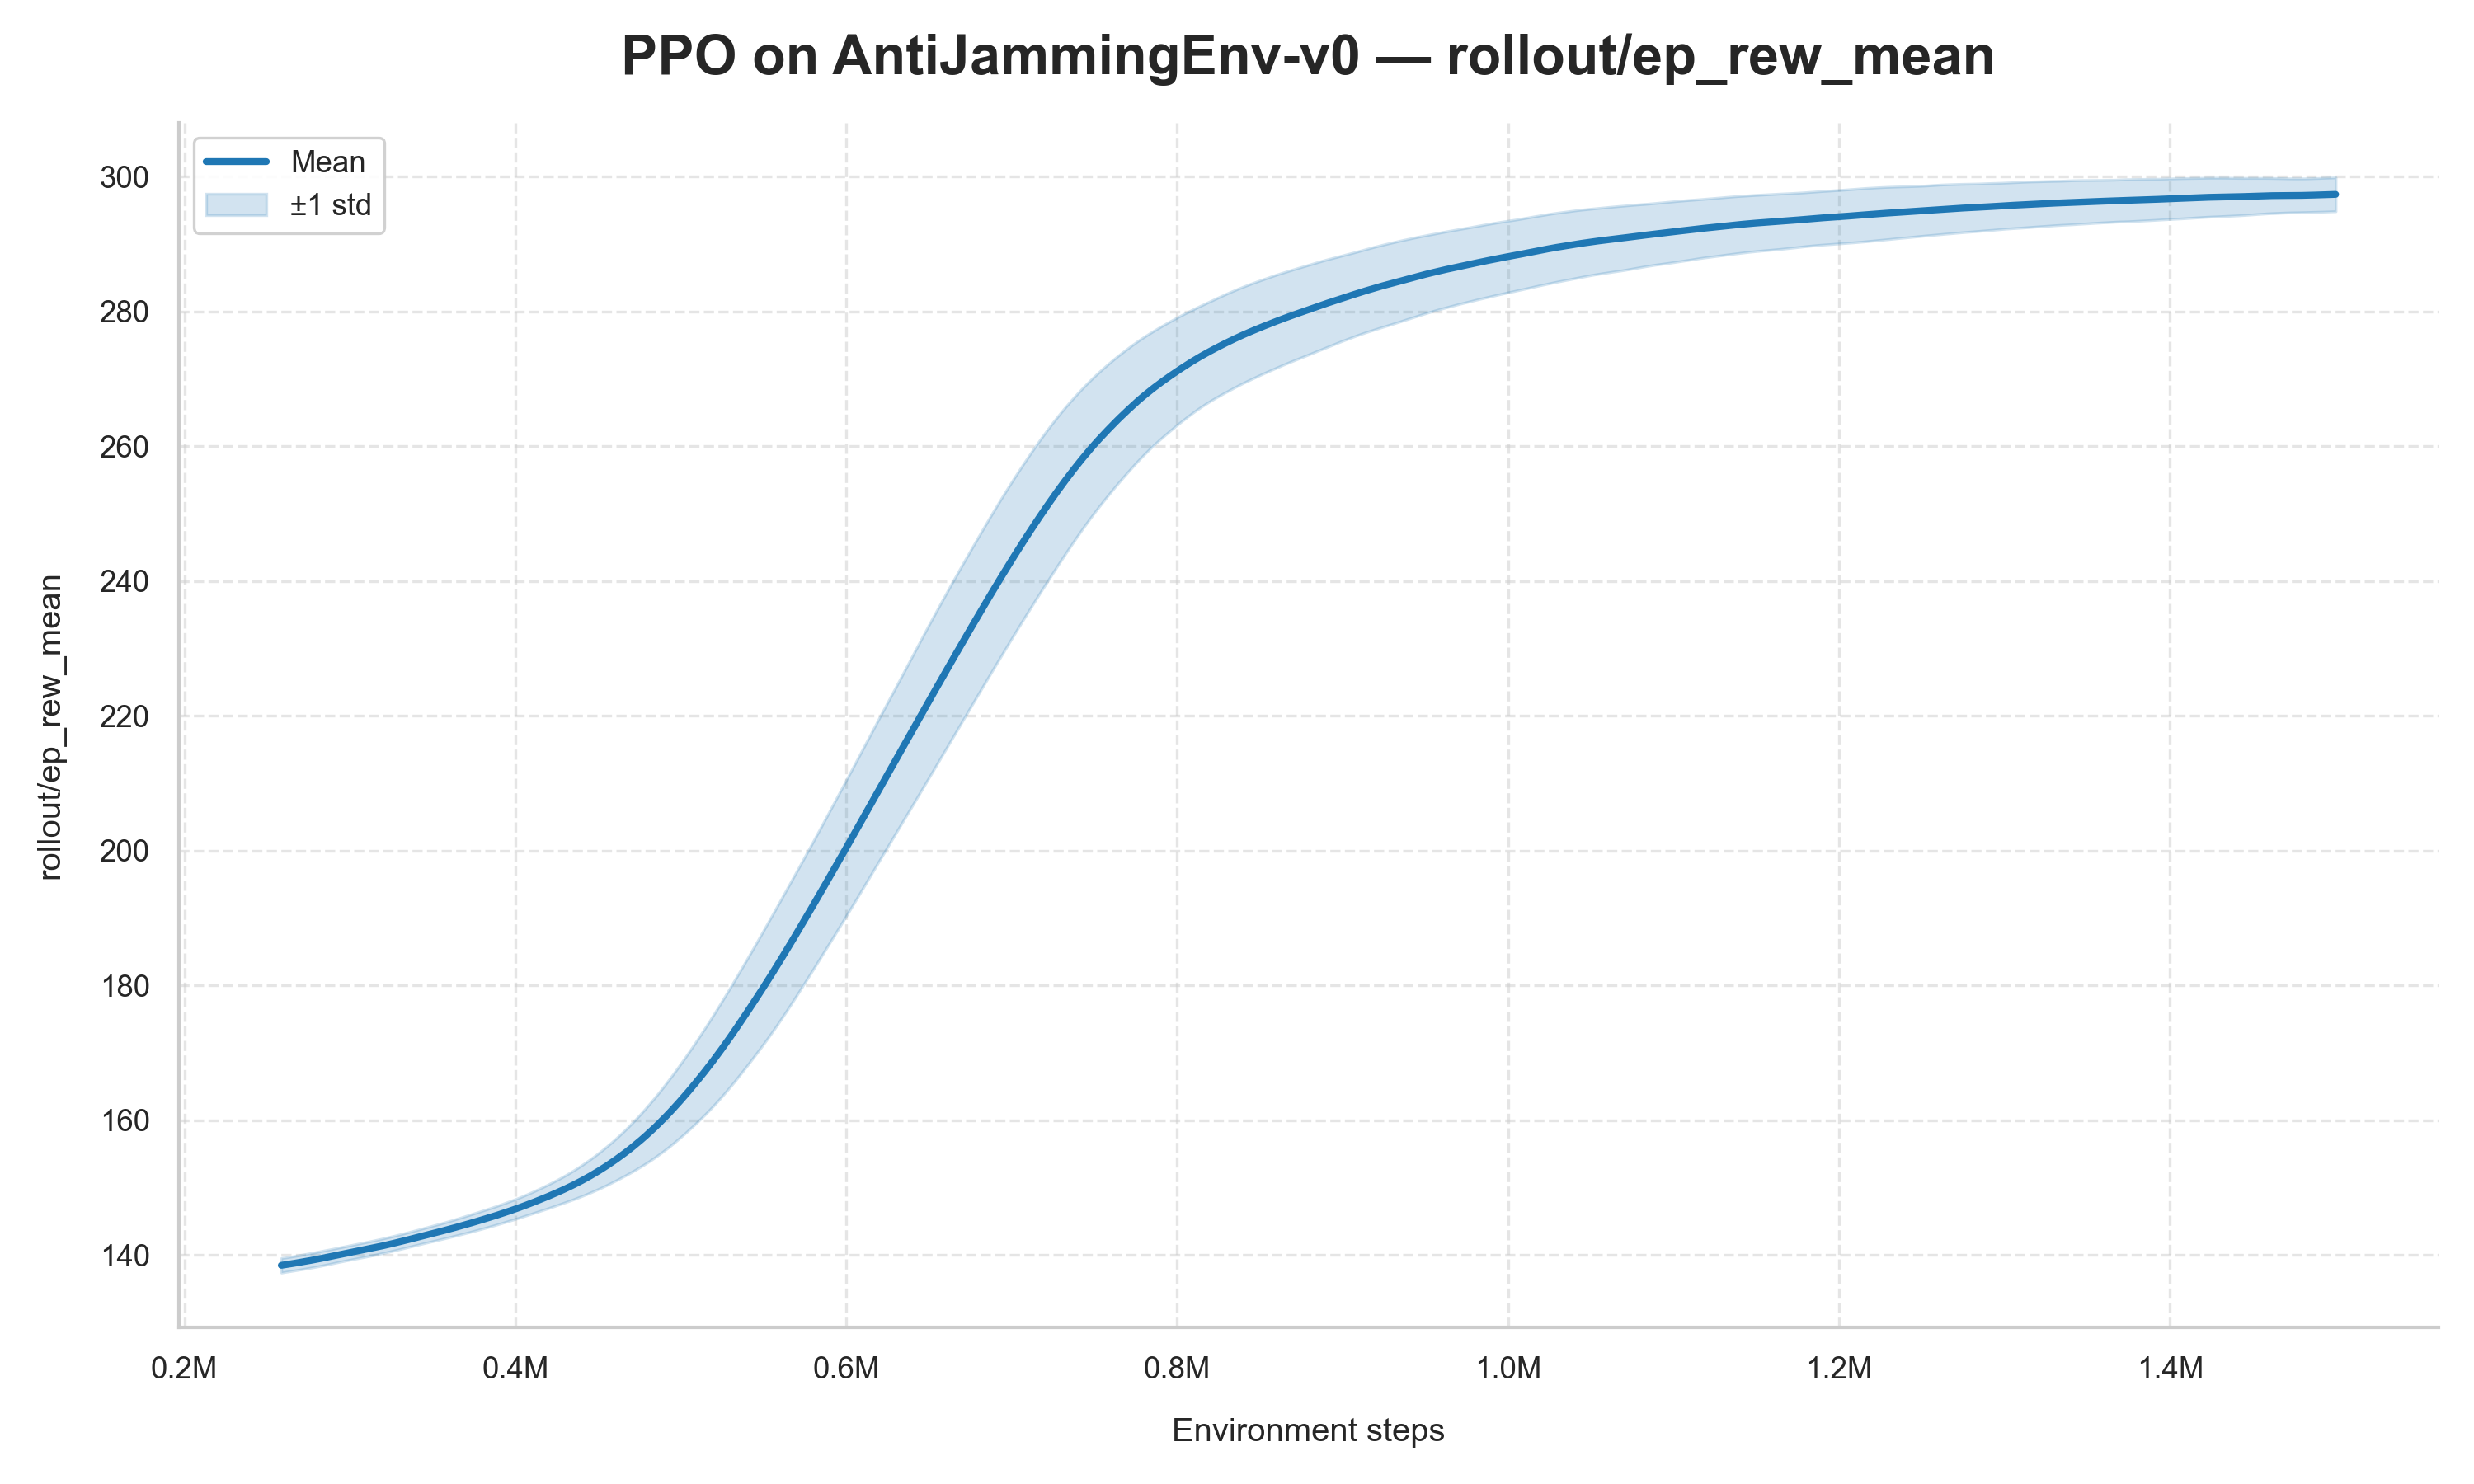 PPO on AntiJammingEnv-v0 — rollout/ep_rew_mean
Mean
±1 std
300
280
260
240
220
200
180
160
140
rollout/ep_rew_mean
0.2M 0.4M 0.6M 0.8M 1.0M 1.2M 1.4M
Environment steps